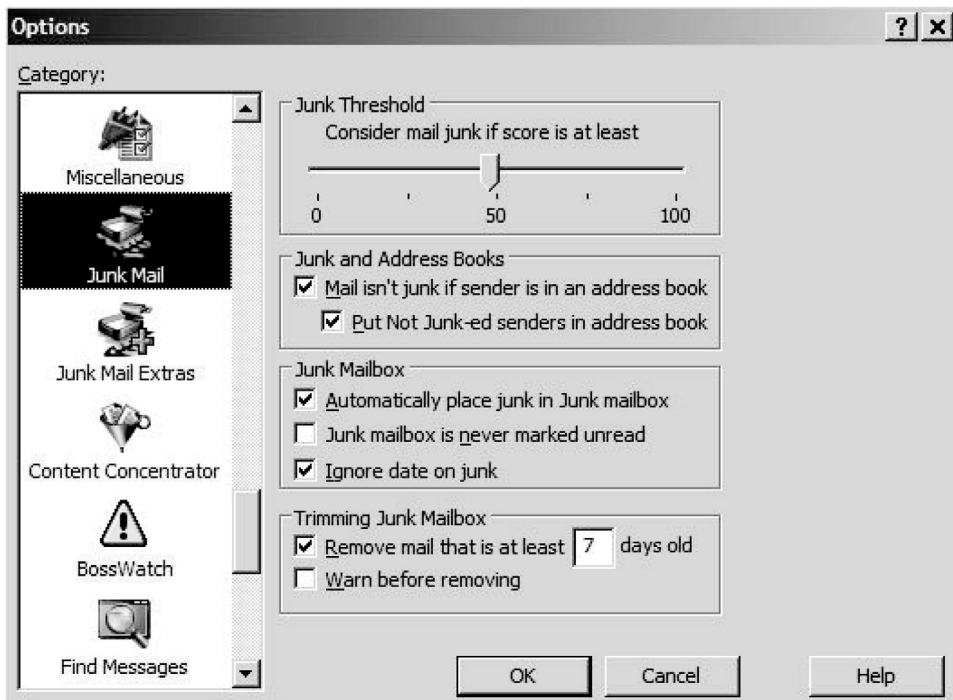 Options
Category:
Miscellaneous
Junk Mail
Junk Mail Extras
Content Concentrator
BossWatch
Find Messages
Junk Threshold
Consider mail junk if score is at least
0 50 100
Junk and Address Books
Mail isn't junk if sender is in an address book
Put Not Junk-ed senders in address book
Junk Mailbox
Automatically place junk in Junk mailbox
Junk mailbox is never marked unread
Ignore date on junk
Trimming Junk Mailbox
Remove mail that is at least 7 days old
Warn before removing
OK Cancel Help